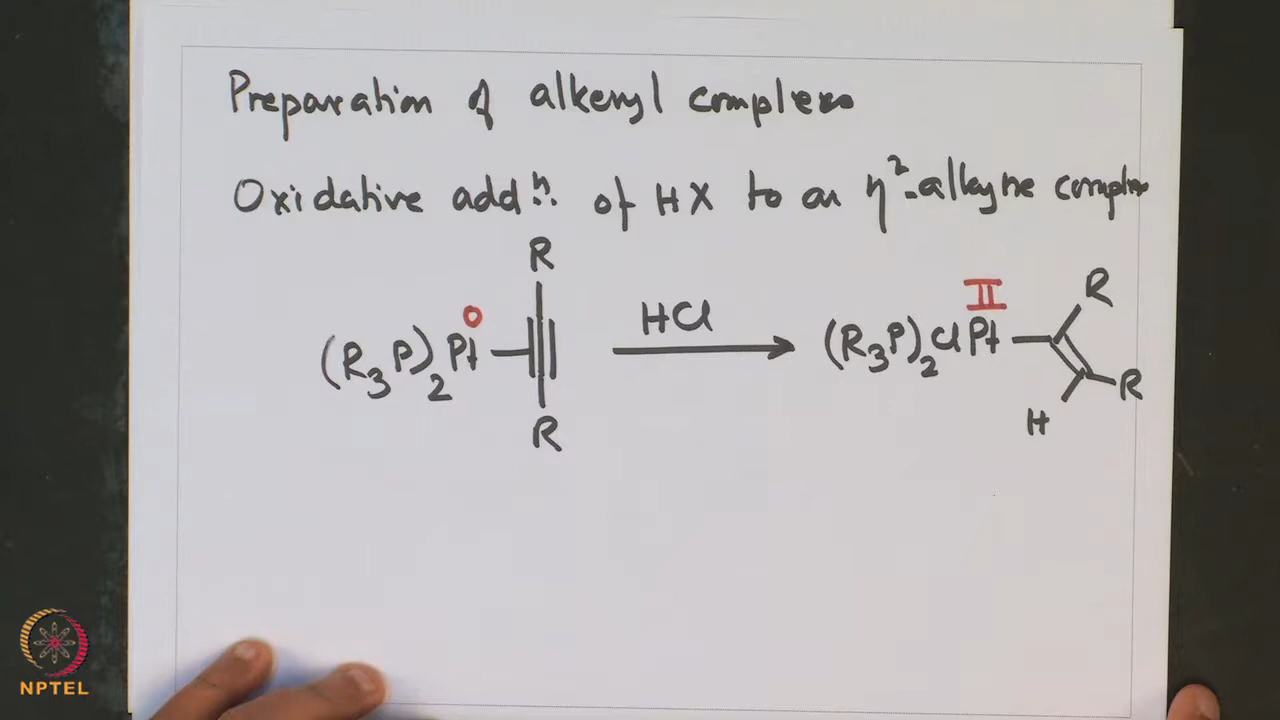 Preparation of alkenyl complexes
Oxidative addn. of HX to an η²-alkyne complex
R
(R₃P)₂Pt⁰
R
HCl
(R₃P)₂ClPt
II
R
R
H
NPTEL